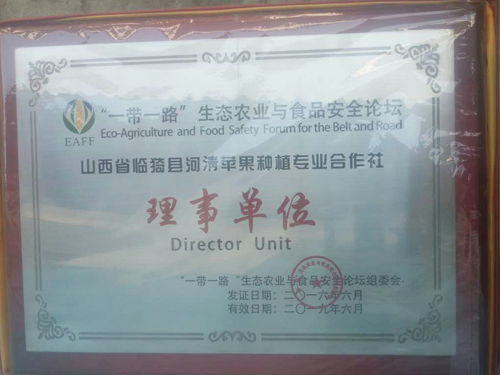 “一带一路”生态农业与食品安全论坛
Eco-Agriculture and Food Safety Forum for the Belt and Road
EAFF
山西省临猗县河清苹果种植专业合作社
理事单位
Director Unit
“一带一路“生态农业与食品安全论坛组委会
发证日期：二〇一六年六月
有效日期：二〇一九年六月